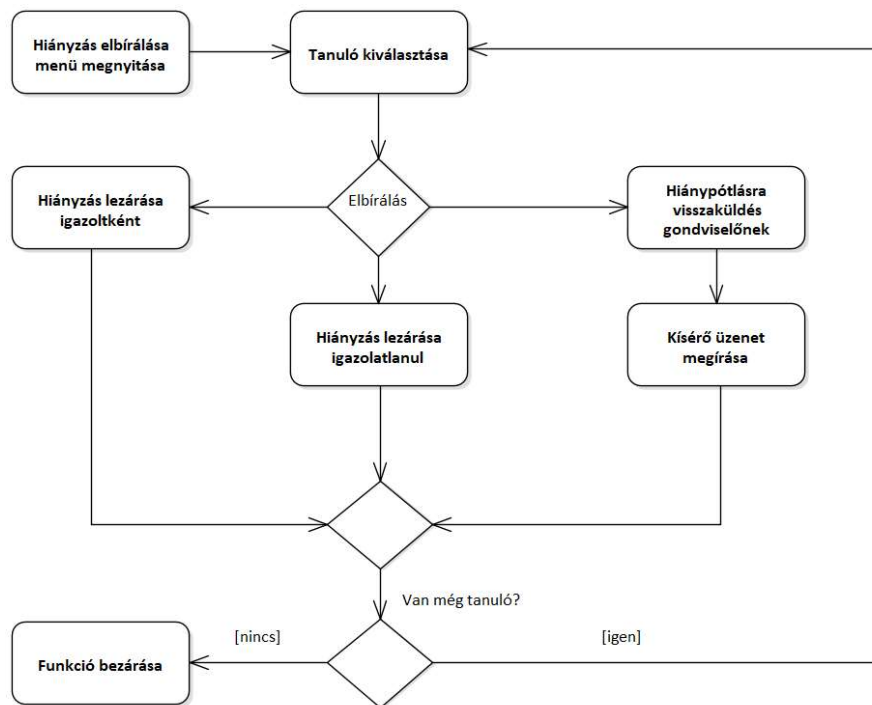 Hiányzás elbírálása
menü megnyitása
Tanuló kiválasztása
Hiányzás lezárása
igazoltként
Elbírálás
Hiánypótlásra
visszaküldés
gondviselőnek
Hiányzás lezárása
igazolatlanul
Kísérő üzenet
megírása
Van még tanuló?
[nincs]
[igen]
Funkció bezárása